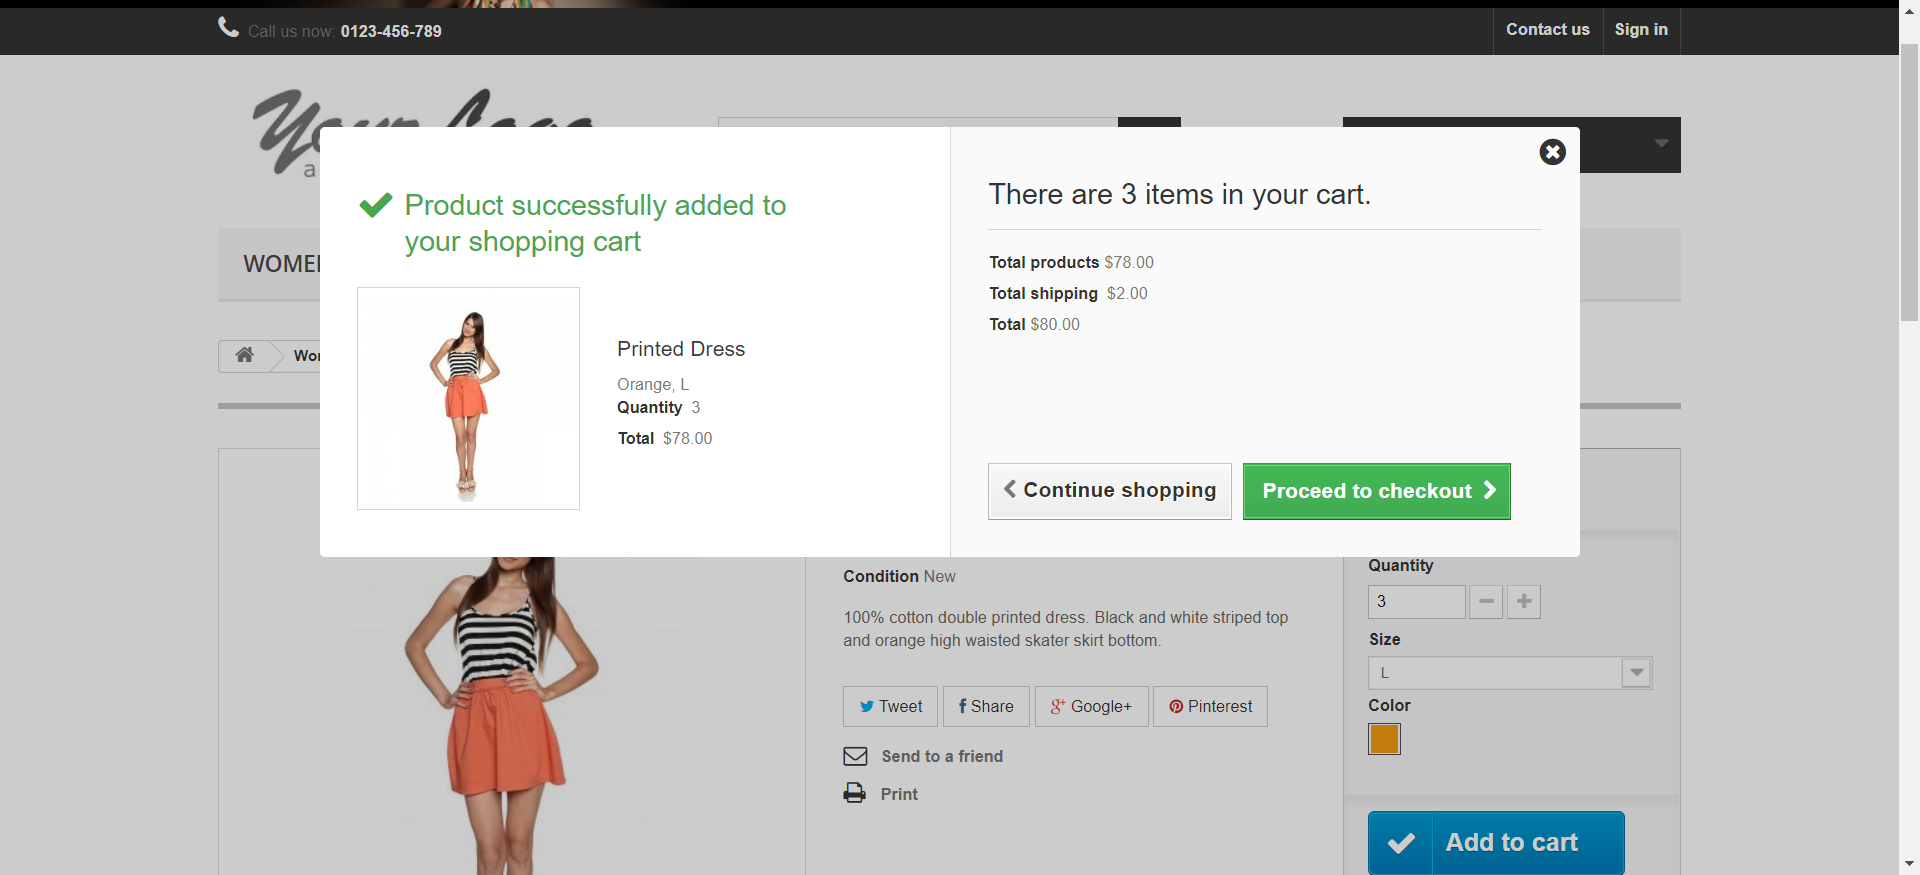 Call us now: 0123-456-789
Contact us
Sign in
Your Logo
a
WOMEN
Product successfully added to
your shopping cart
Printed Dress
Orange, L
Quantity 3
Total $78.00
There are 3 items in your cart.
Total products $78.00
Total shipping $2.00
Total $80.00
Continue shopping
Proceed to checkout
Wo
Condition New
100% cotton double printed dress. Black and white striped top
and orange high waisted skater skirt bottom.
Tweet
Share
Google+
Pinterest
Send to a friend
Print
Quantity
3
Size
L
Color
Add to cart